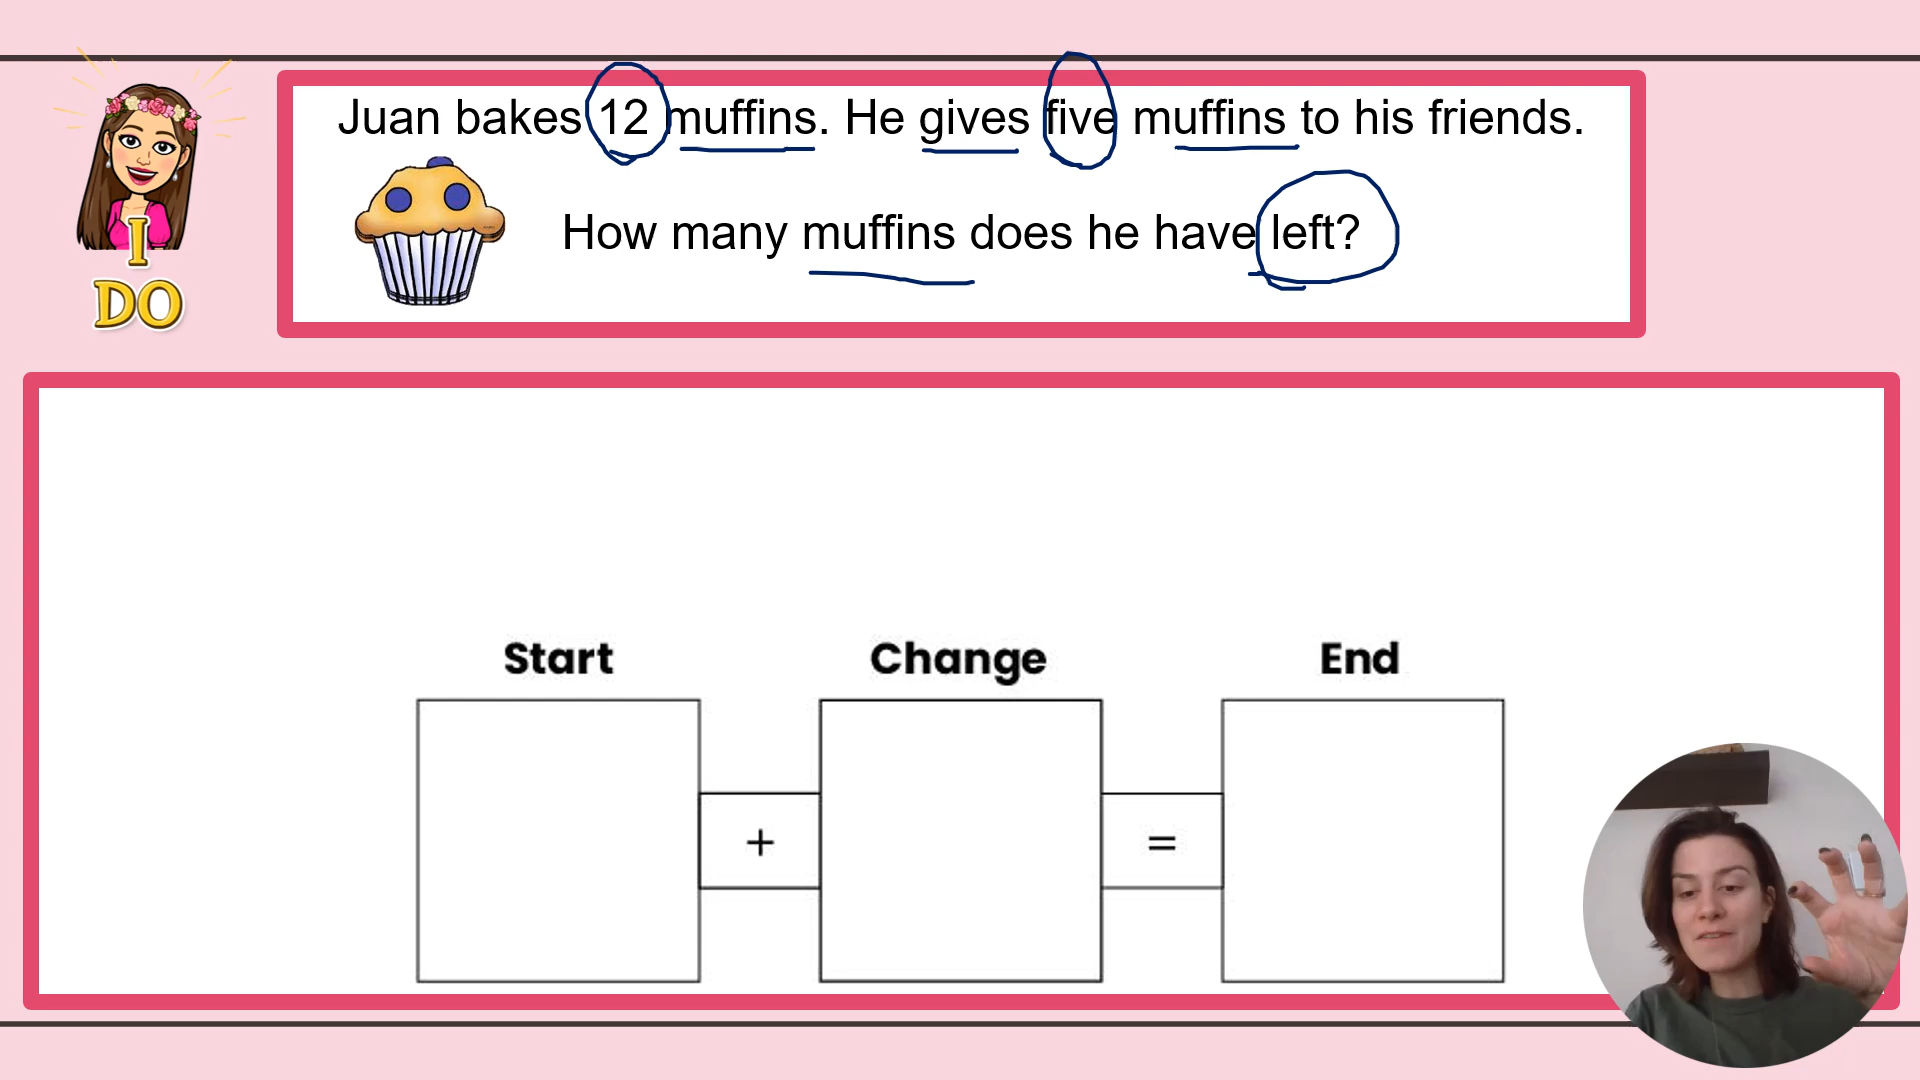 Juan bakes 12 muffins. He gives five muffins to his friends.
How many muffins does he have left?
I
DO
Start
Change
End
+
=